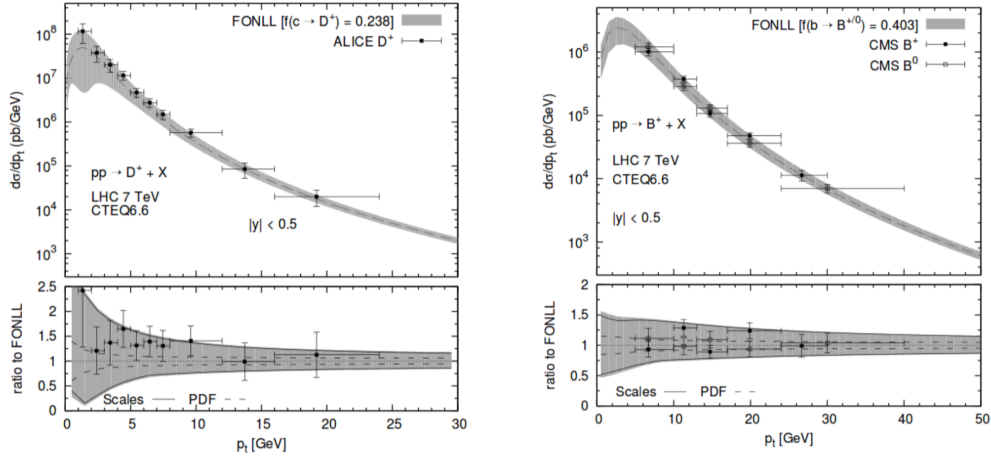 FONLL [f(c → D⁺) = 0.238]
ALICE D⁺
10⁸
10⁷
10⁶
10⁵
10⁴
10³
dσ/dpₜ (pb/GeV)
pp → D⁺ + X
LHC 7 TeV
CTEQ6.6
|y| < 0.5
2.5
2
1.5
1
0.5
0
ratio to FONLL
Scales
PDF
0 5 10 15 20 25 30
pₜ [GeV]
FONLL [f(b → B⁺ᐟ⁰) = 0.403]
CMS B⁺
CMS B⁰
10⁶
10⁵
10⁴
10³
dσ/dpₜ (pb/GeV)
pp → B⁺ + X
LHC 7 TeV
CTEQ6.6
|y| < 0.5
2
1.5
1
0.5
0
ratio to FONLL
Scales
PDF
0 10 20 30 40 50
pₜ [GeV]